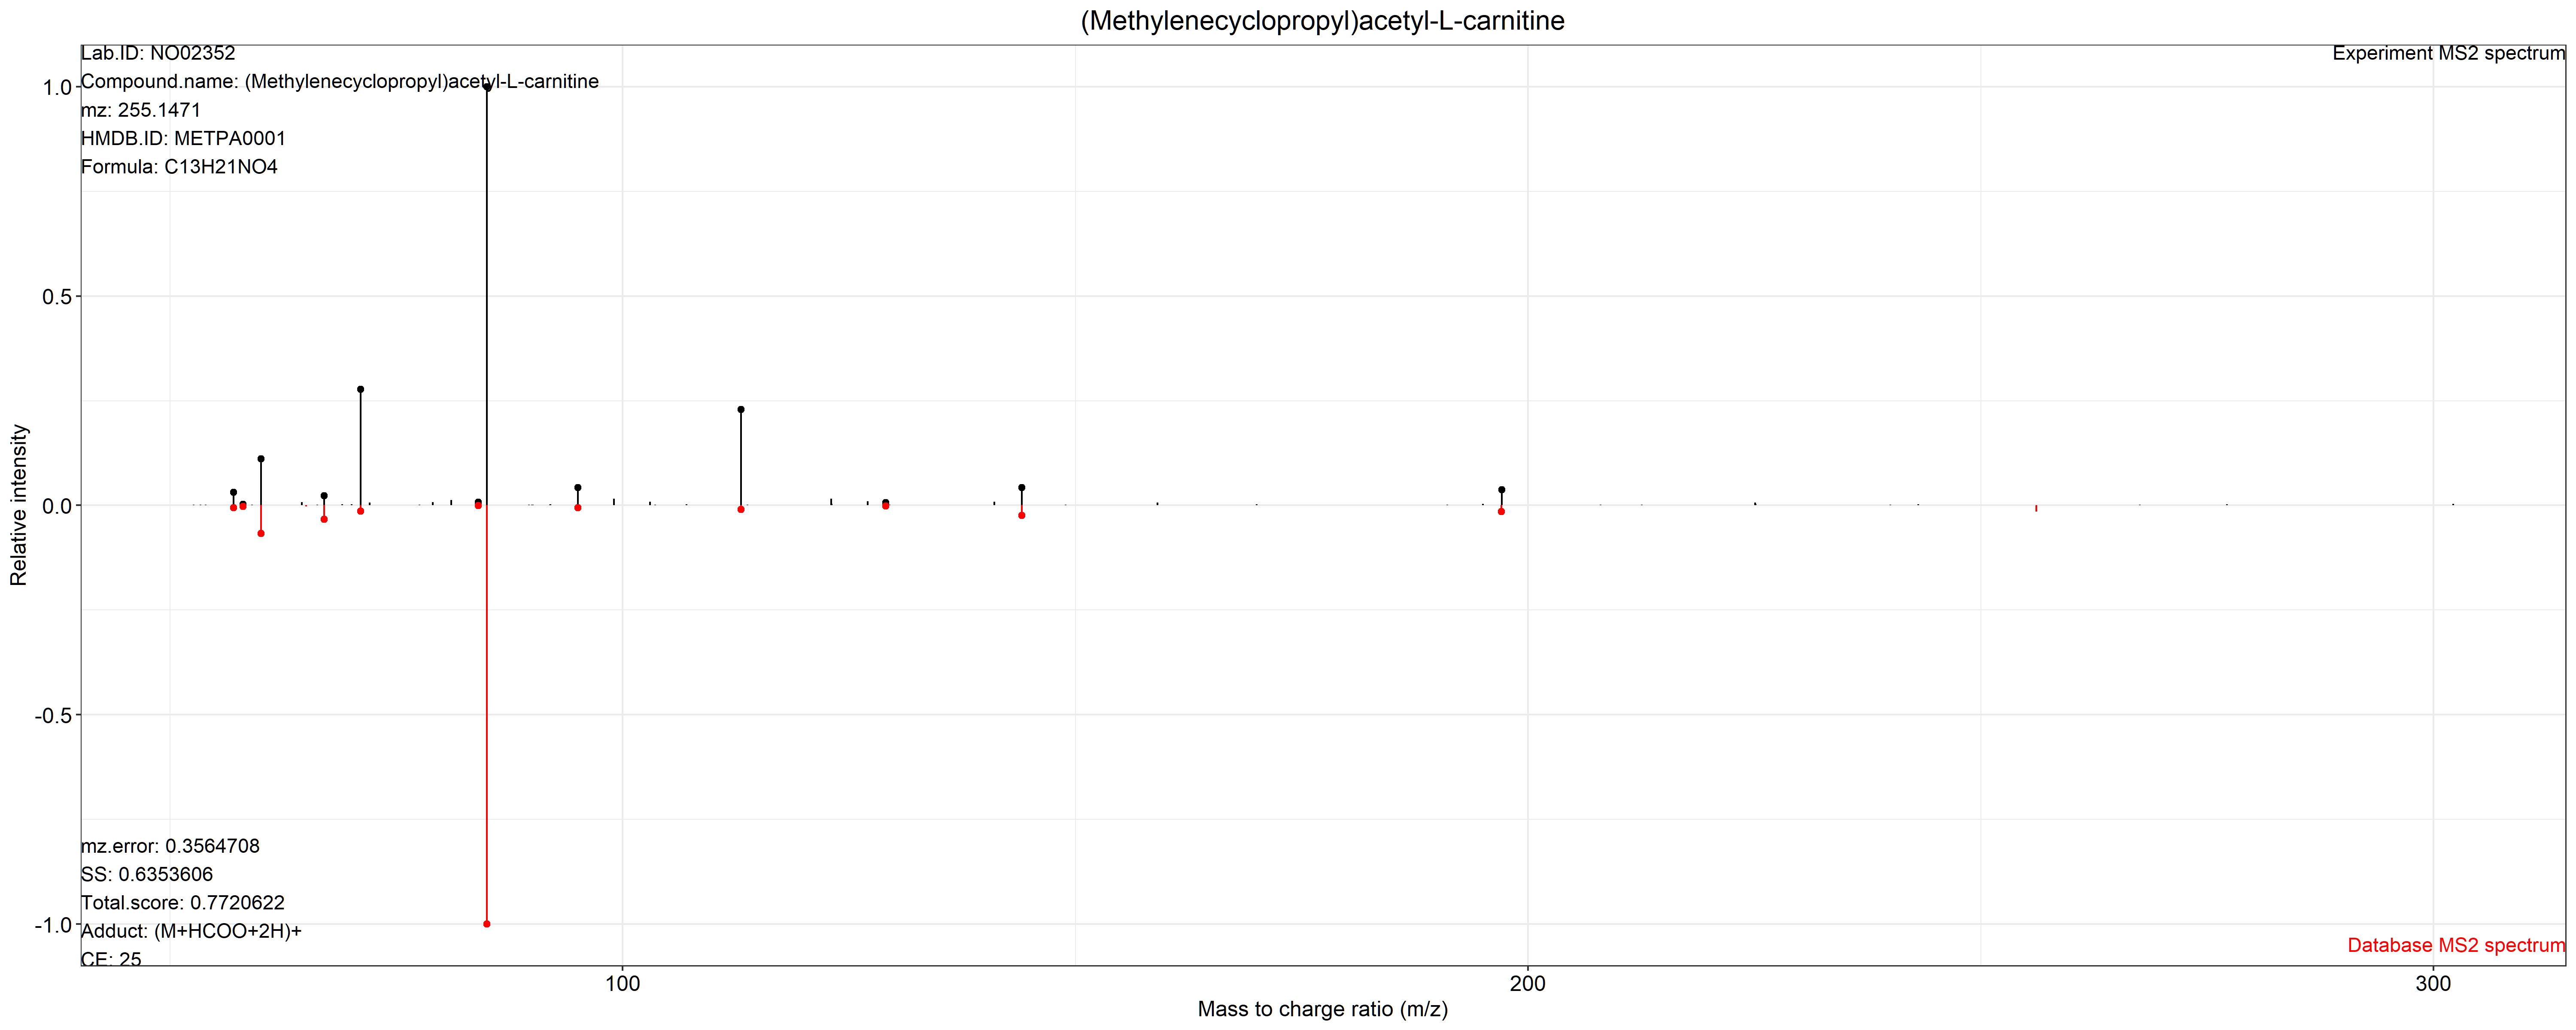 (Methylenecyclopropyl)acetyl-L-carnitine
Lab.ID: NO02352
Experiment MS2 spectrum
Compound.name: (Methylenecyclopropyl)acetyl-L-carnitine
mz: 255.1471
HMDB.ID: METPA0001
Formula: C13H21NO4
1.0
0.5
0.0
-0.5
-1.0
Relative intensity
mz.error: 0.3564708
SS: 0.6353606
Total.score: 0.7720622
Adduct: (M+HCOO+2H)+
CE: 25
Database MS2 spectrum
100
200
300
Mass to charge ratio (m/z)